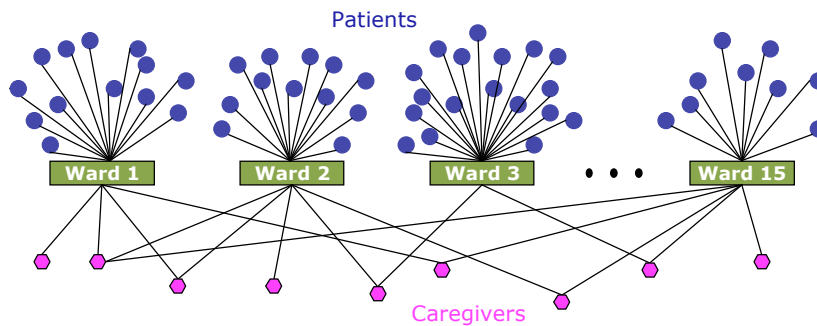 Patients
Ward 1
Ward 2
Ward 3
• • •
Ward 15
Caregivers